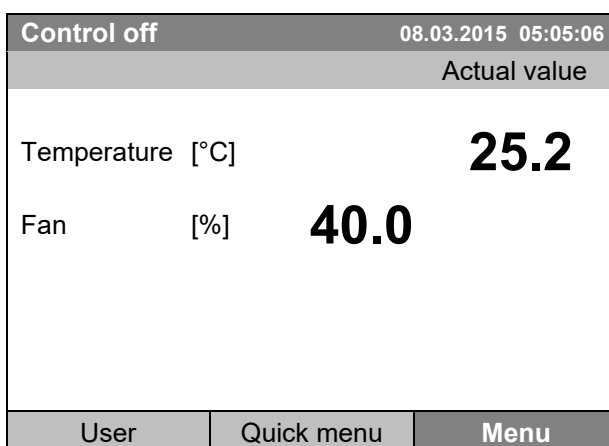 Control off 08.03.2015 05:05:06
Actual value
Temperature [°C] 25.2
Fan [%] 40.0
User Quick menu Menu